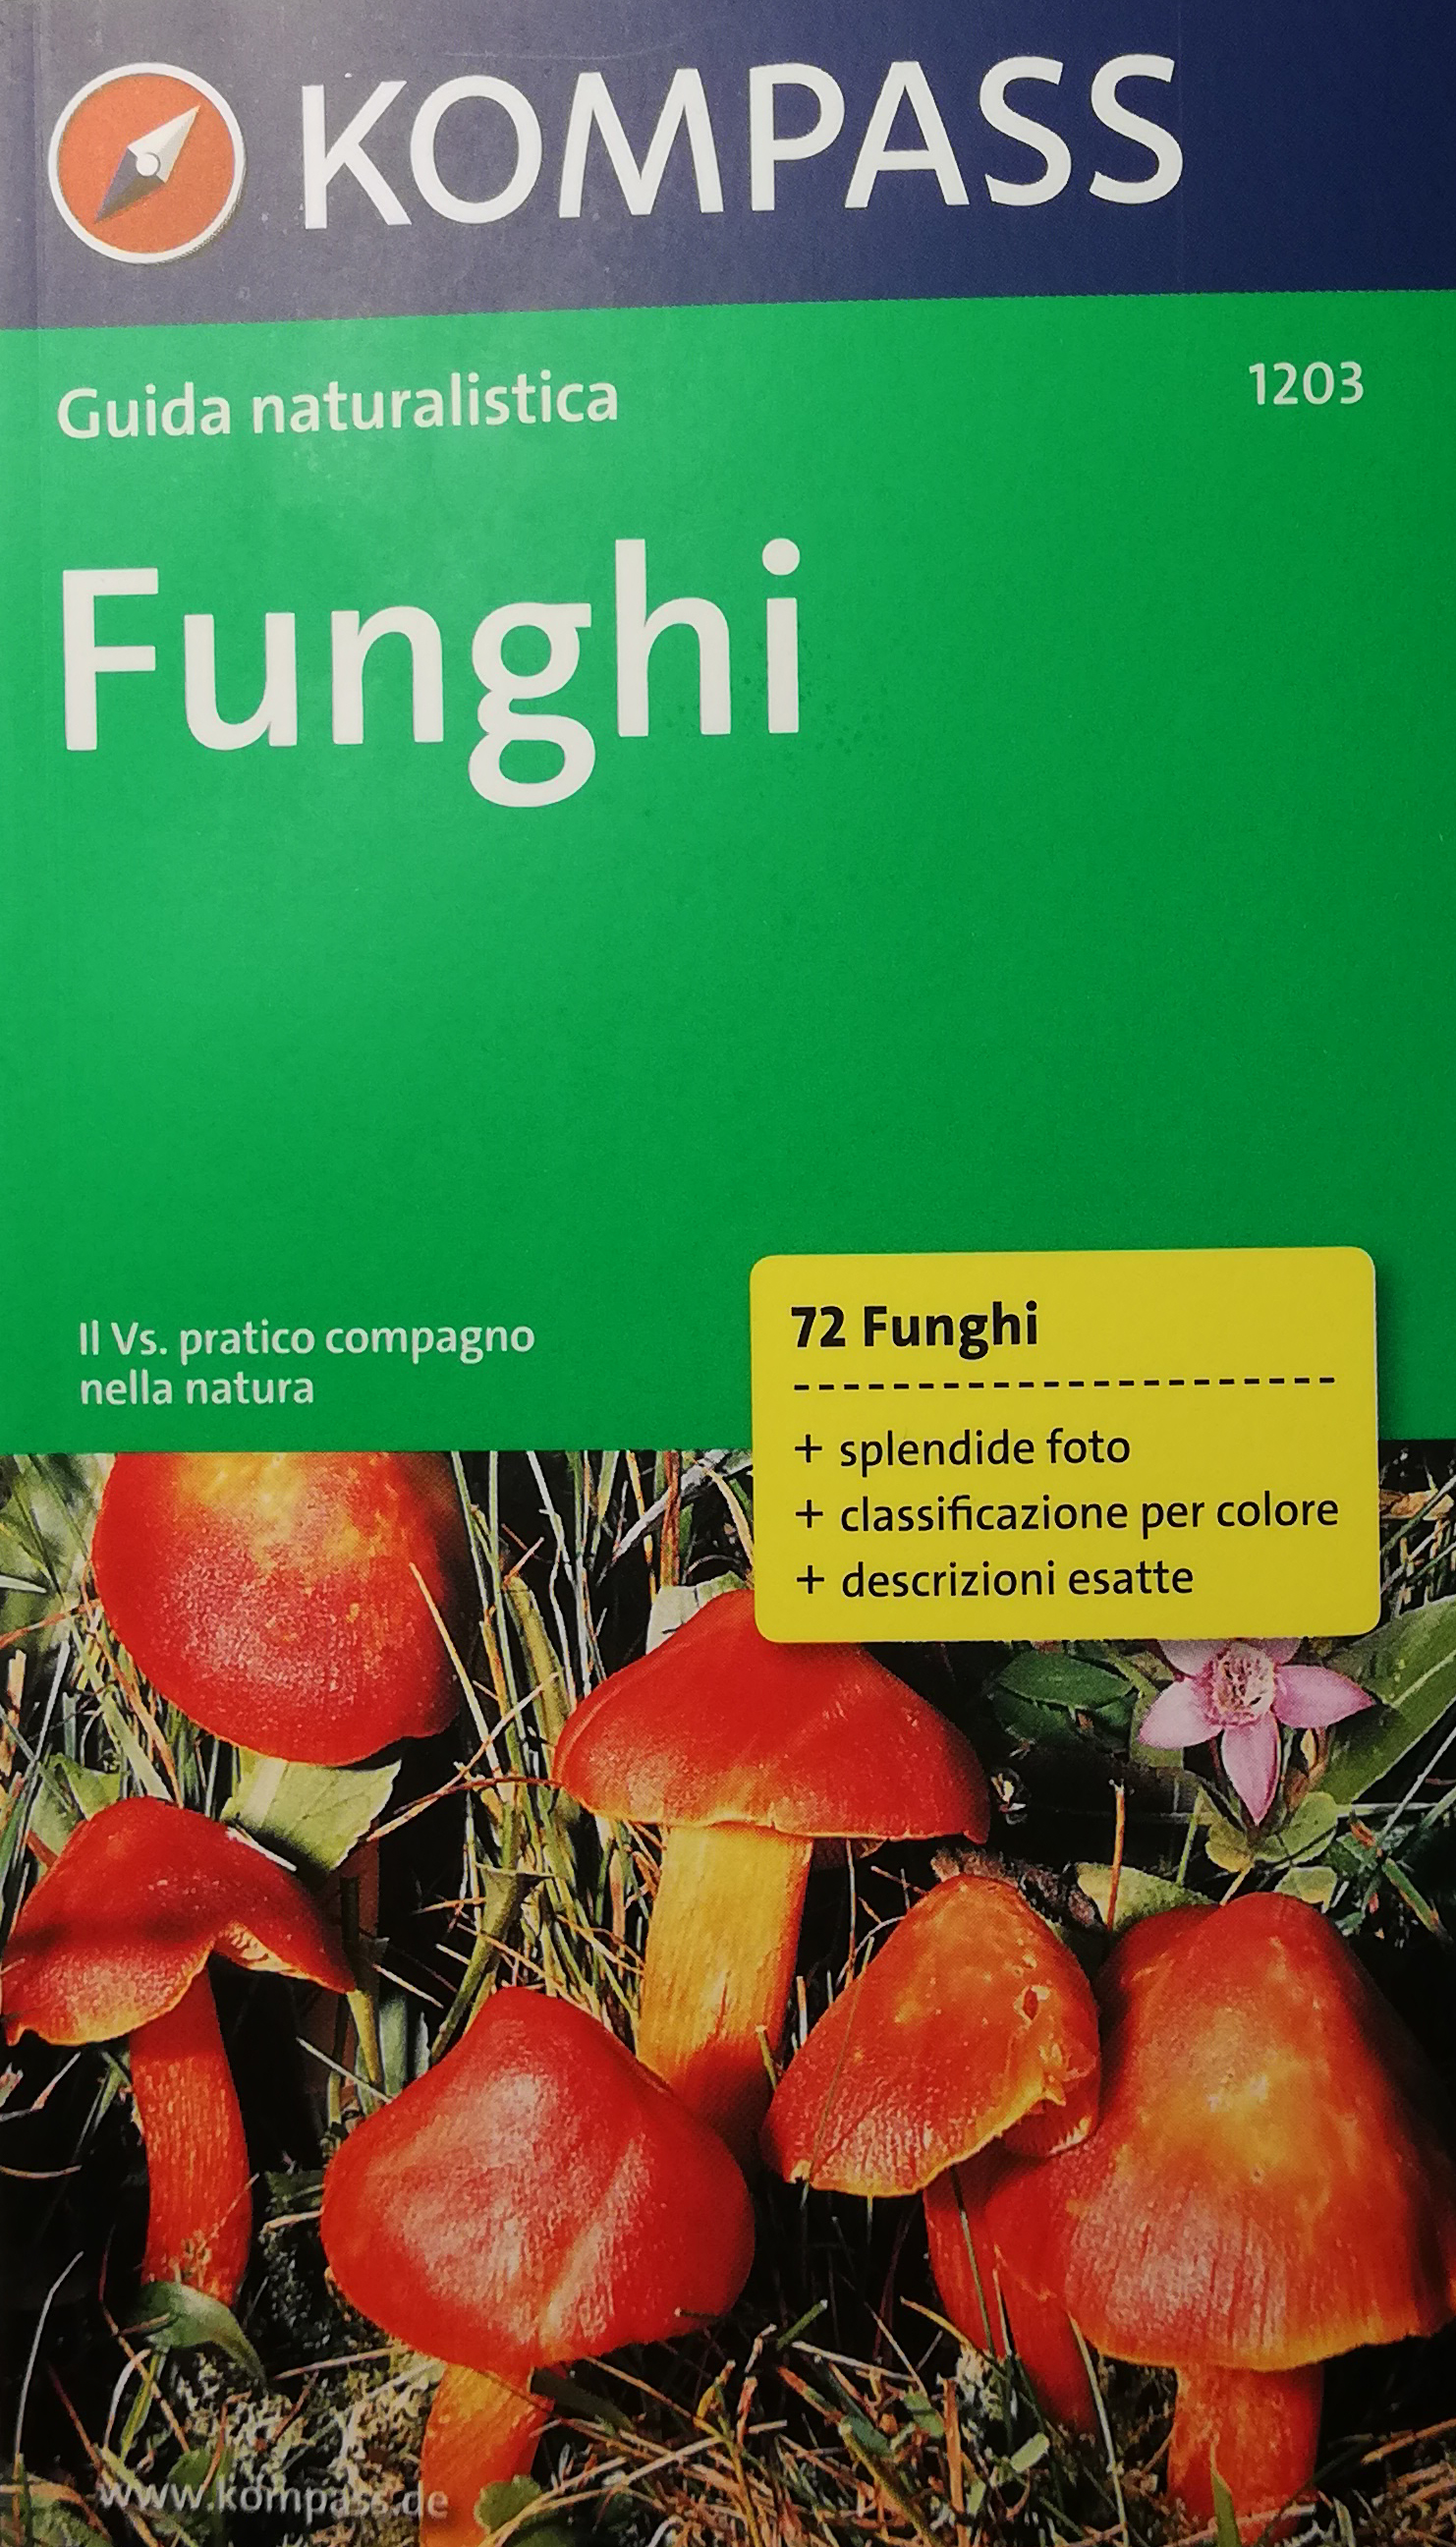 KOMPASS
Guida naturalistica
1203
Funghi
Il Vs. pratico compagno
nella natura
72 Funghi
+ splendide foto
+ classificazione per colore
+ descrizioni esatte
www.kompass.de